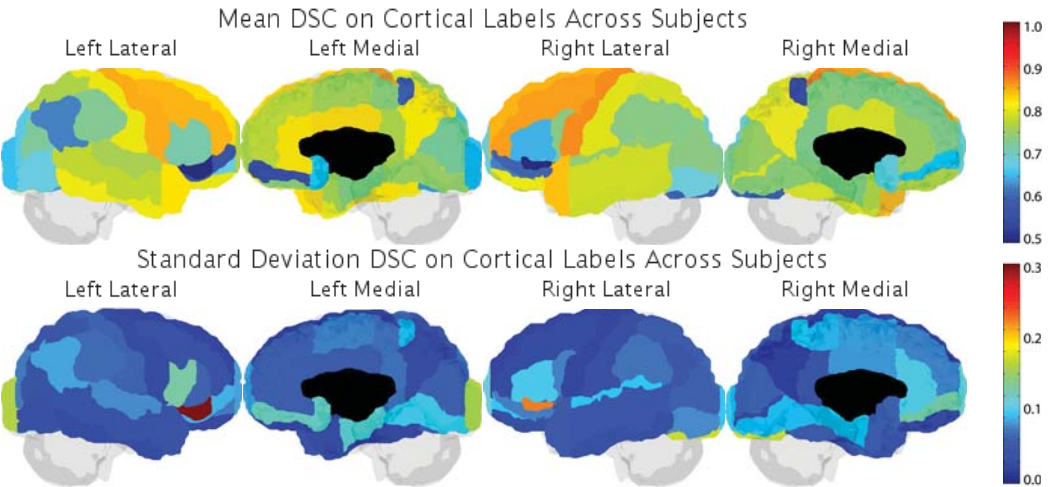 Mean DSC on Cortical Labels Across Subjects
Left Lateral Left Medial Right Lateral Right Medial
1.0
0.9
0.8
0.7
0.6
0.5
Standard Deviation DSC on Cortical Labels Across Subjects
Left Lateral Left Medial Right Lateral Right Medial
0.3
0.2
0.1
0.0